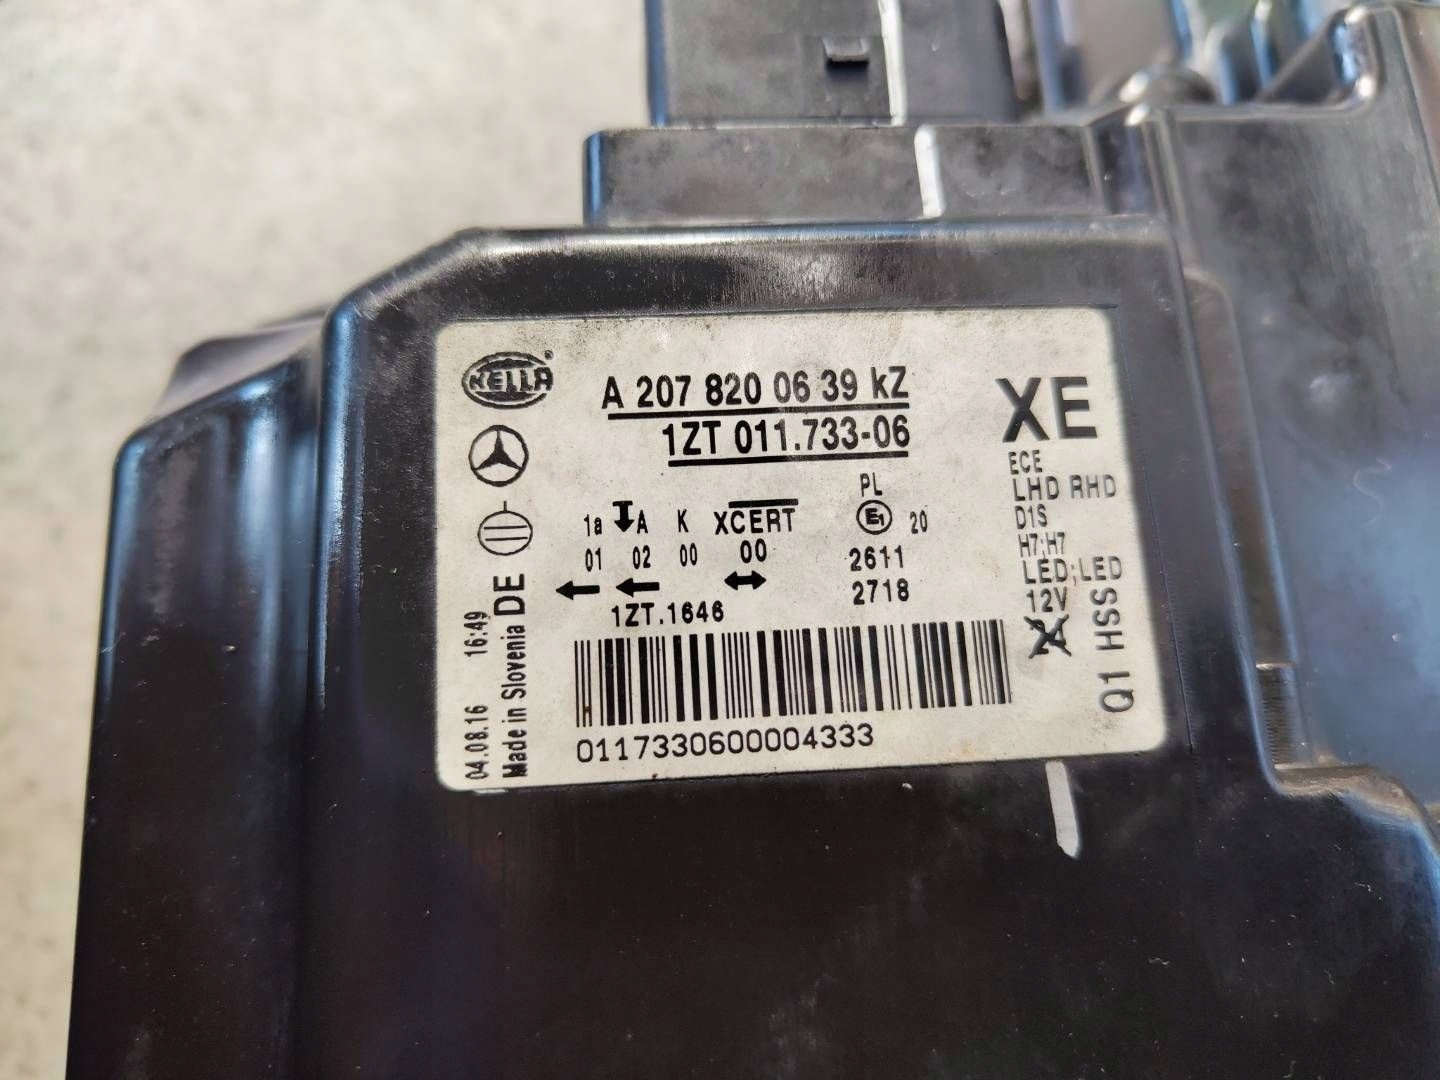 HELLA
A 207 820 06 39 kZ
1ZT 011.733-06
XE
ECE
LHD RHD
D1S
H7;H7
LED;LED
12V
PL
1a A K XCERT E1 20
01 02 00 00 2611
2718
1ZT.1646
0117330600004333
04.08.16 16:49
Made in Slovenia DE
Q1 HSS